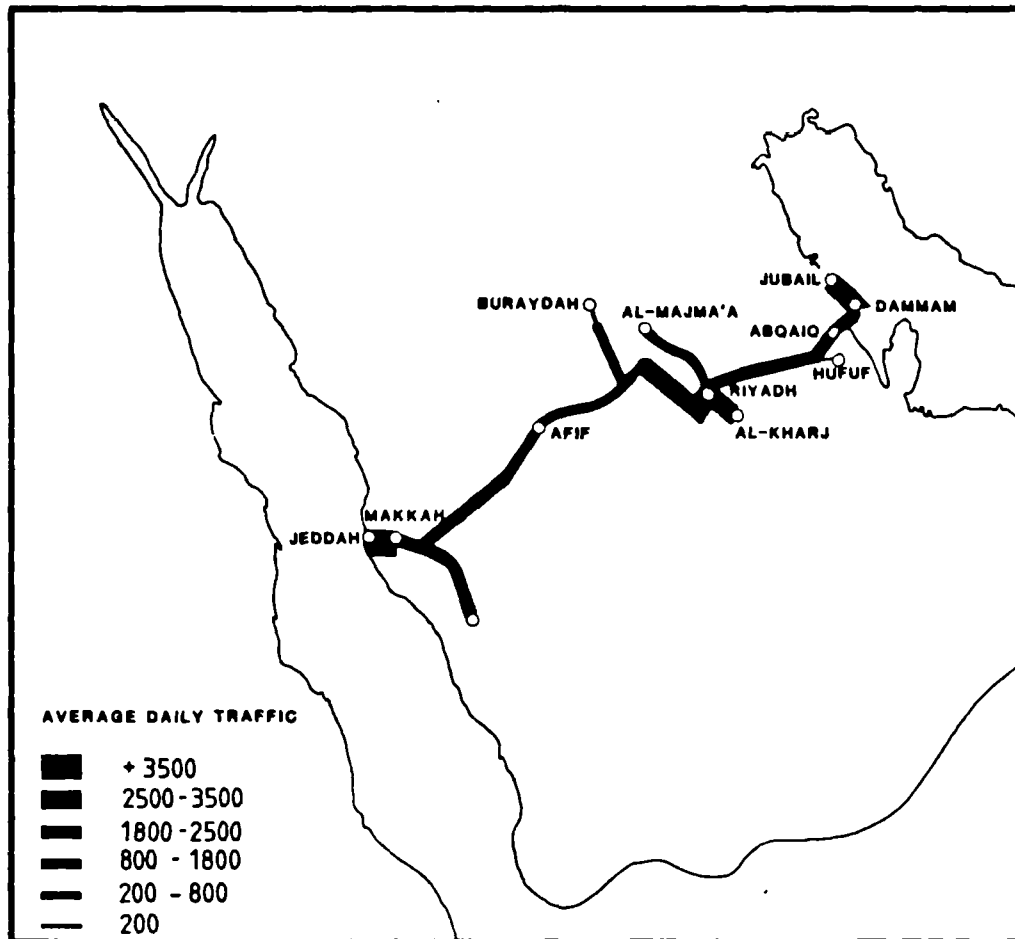 JUBAIL
BURAYDAH
AL-MAJMA'A
DAMMAM
ABQAIQ
HUFUF
RIYADH
AL-KHARJ
AFIF
MAKKAH
JEDDAH
AVERAGE DAILY TRAFFIC
+ 3500
2500-3500
1800-2500
800 - 1800
200 - 800
200